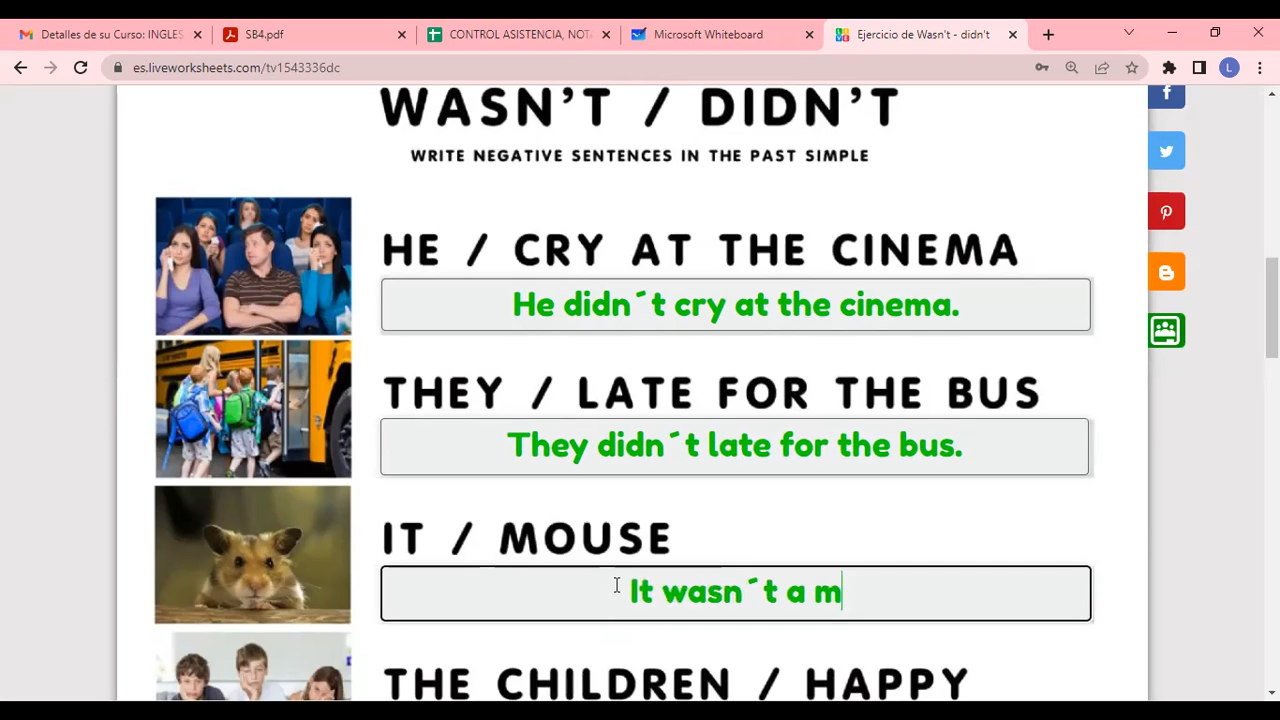 Detalles de su Curso: INGLES
SB4.pdf
CONTROL ASISTENCIA, NOTA
Microsoft Whiteboard
Ejercicio de Wasn't - didn't
es.liveworksheets.com/tv1543336dc
L
WASN'T / DIDN'T
WRITE NEGATIVE SENTENCES IN THE PAST SIMPLE
HE / CRY AT THE CINEMA
He didn´t cry at the cinema.
THEY / LATE FOR THE BUS
They didn´t late for the bus.
IT / MOUSE
It wasn´t a m
THE CHILDREN / HAPPY